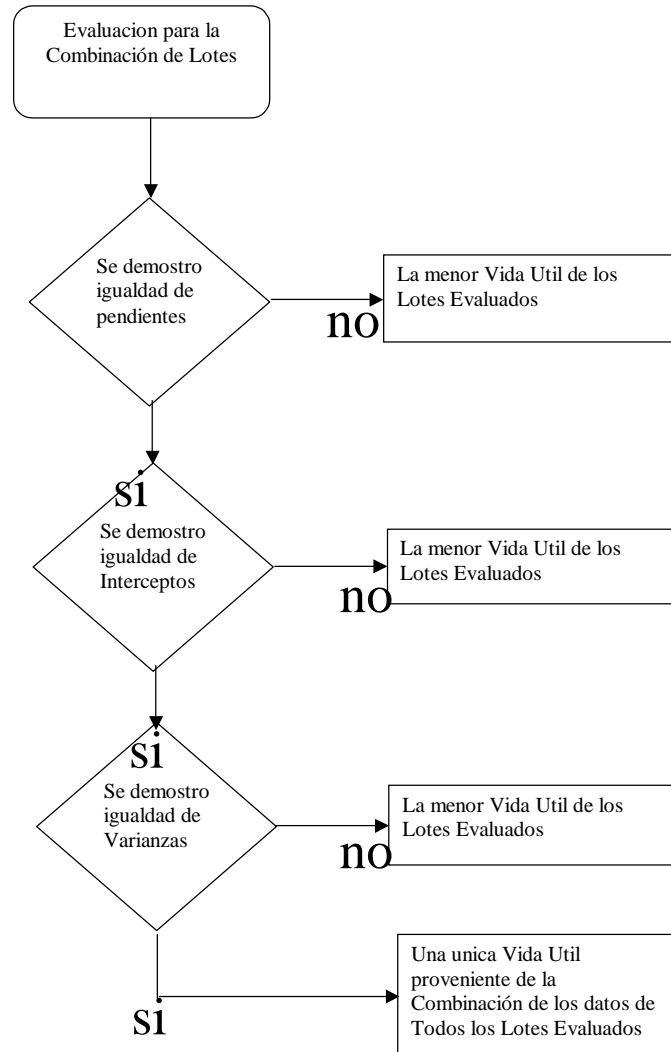 Evaluacion para la
Combinación de Lotes
Se demostro
igualdad de
pendientes
no
La menor Vida Util de los
Lotes Evaluados
si
Se demostro
igualdad de
Interceptos
no
La menor Vida Util de los
Lotes Evaluados
si
Se demostro
igualdad de
Varianzas
no
La menor Vida Util de los
Lotes Evaluados
si
Una unica Vida Util
proveniente de la
Combinación de los datos de
Todos los Lotes Evaluados